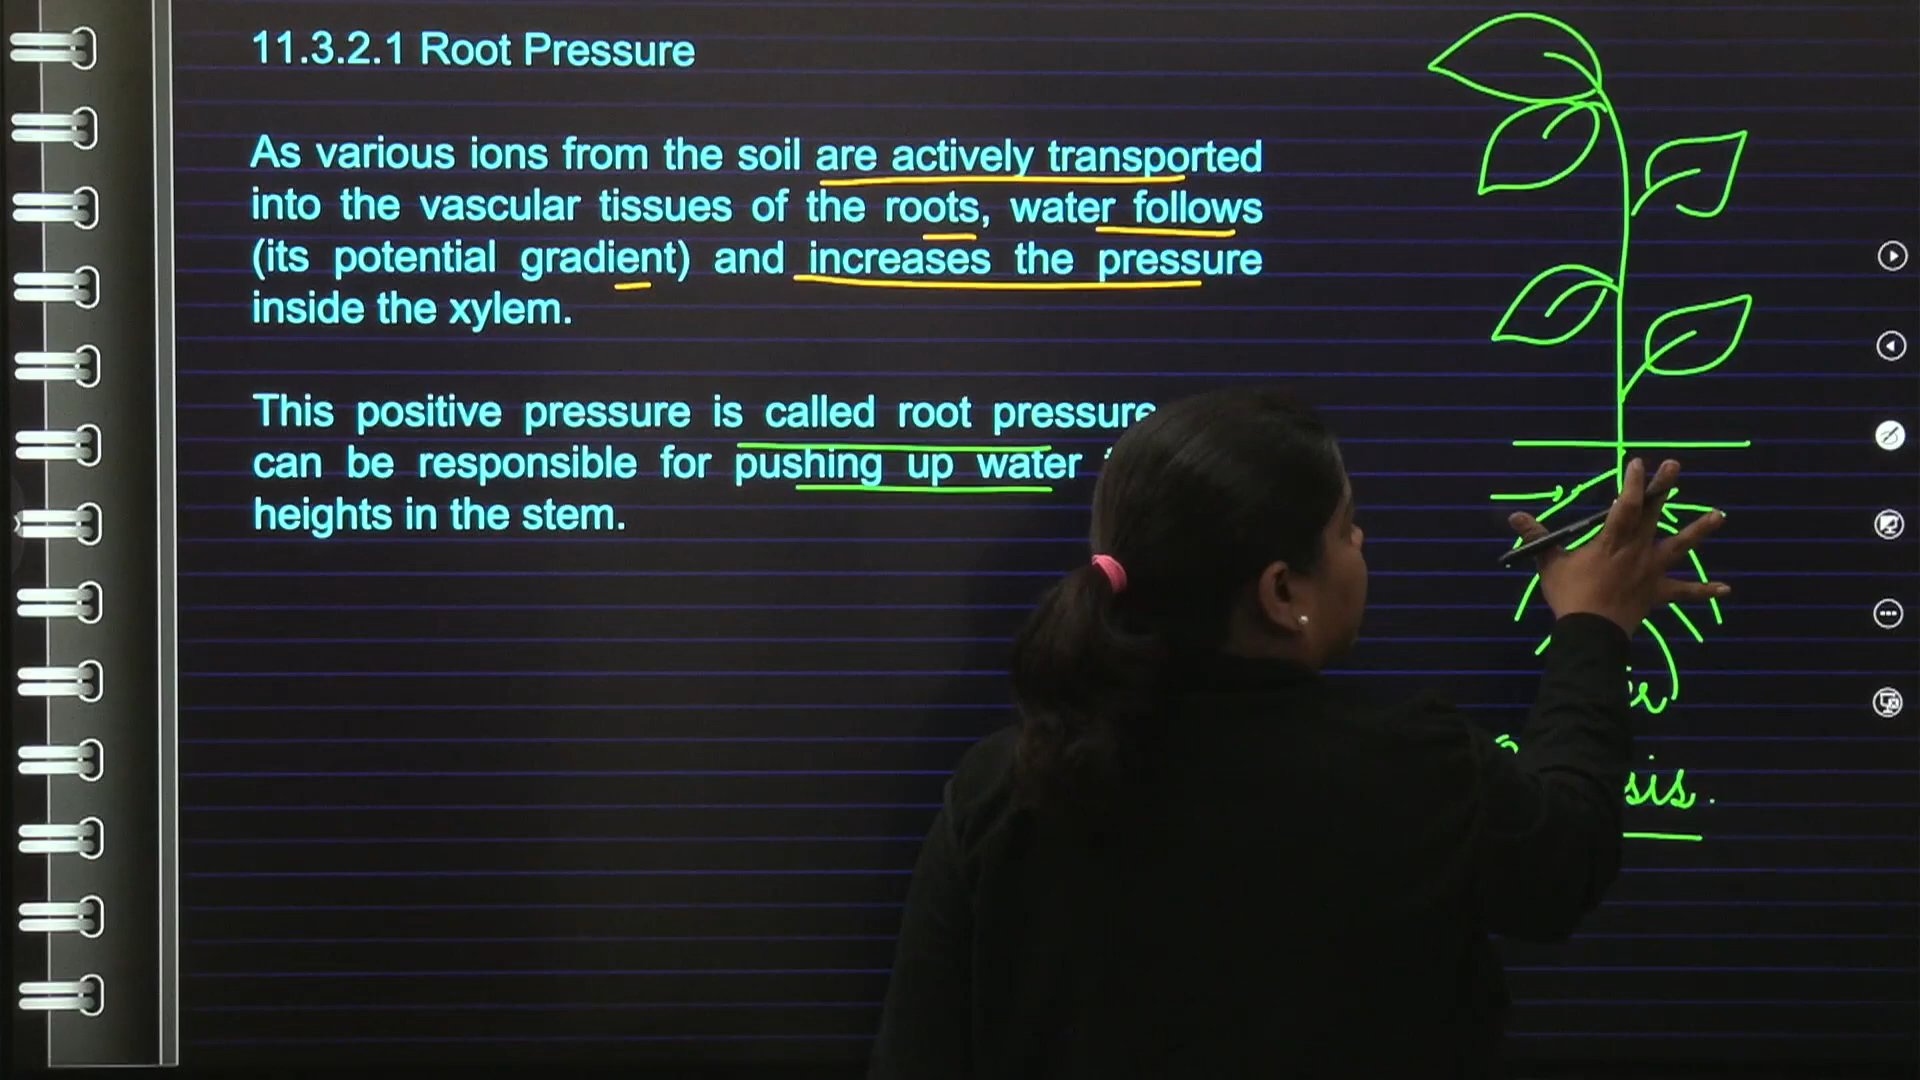 11.3.2.1 Root Pressure
As various ions from the soil are actively transported
into the vascular tissues of the roots, water follows
(its potential gradient) and increases the pressure
inside the xylem.
This positive pressure is called root pressure
can be responsible for pushing up water
heights in the stem.